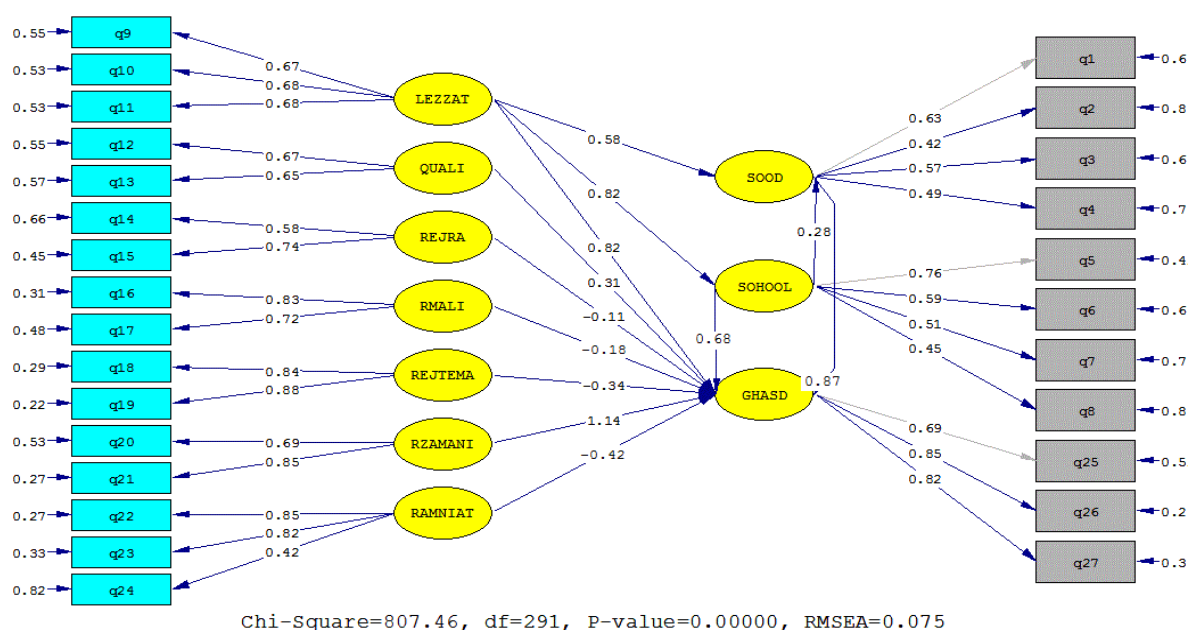 0.55 q9
0.53 q10
0.53 q11
0.55 q12
0.57 q13
0.66 q14
0.45 q15
0.31 q16
0.48 q17
0.29 q18
0.22 q19
0.53 q20
0.27 q21
0.27 q22
0.33 q23
0.82 q24
0.67
0.68
0.68
0.67
0.65
0.58
0.74
0.83
0.72
0.84
0.88
0.69
0.85
0.85
0.82
0.42
LEZZAT
QUALI
REJRA
RMALI
REJTEMA
RZAMANI
RAMNIAT
0.58
0.82
0.82
0.31
-0.11
-0.18
-0.34
1.14
-0.42
0.68
0.28
0.87
SOOD
SOHOOL
GHASD
0.63
0.42
0.57
0.49
0.76
0.59
0.51
0.45
0.69
0.85
0.82
q1 0.6
q2 0.8
q3 0.6
q4 0.7
q5 0.4
q6 0.6
q7 0.7
q8 0.8
q25 0.5
q26 0.2
q27 0.3
Chi-Square=807.46, df=291, P-value=0.00000, RMSEA=0.075